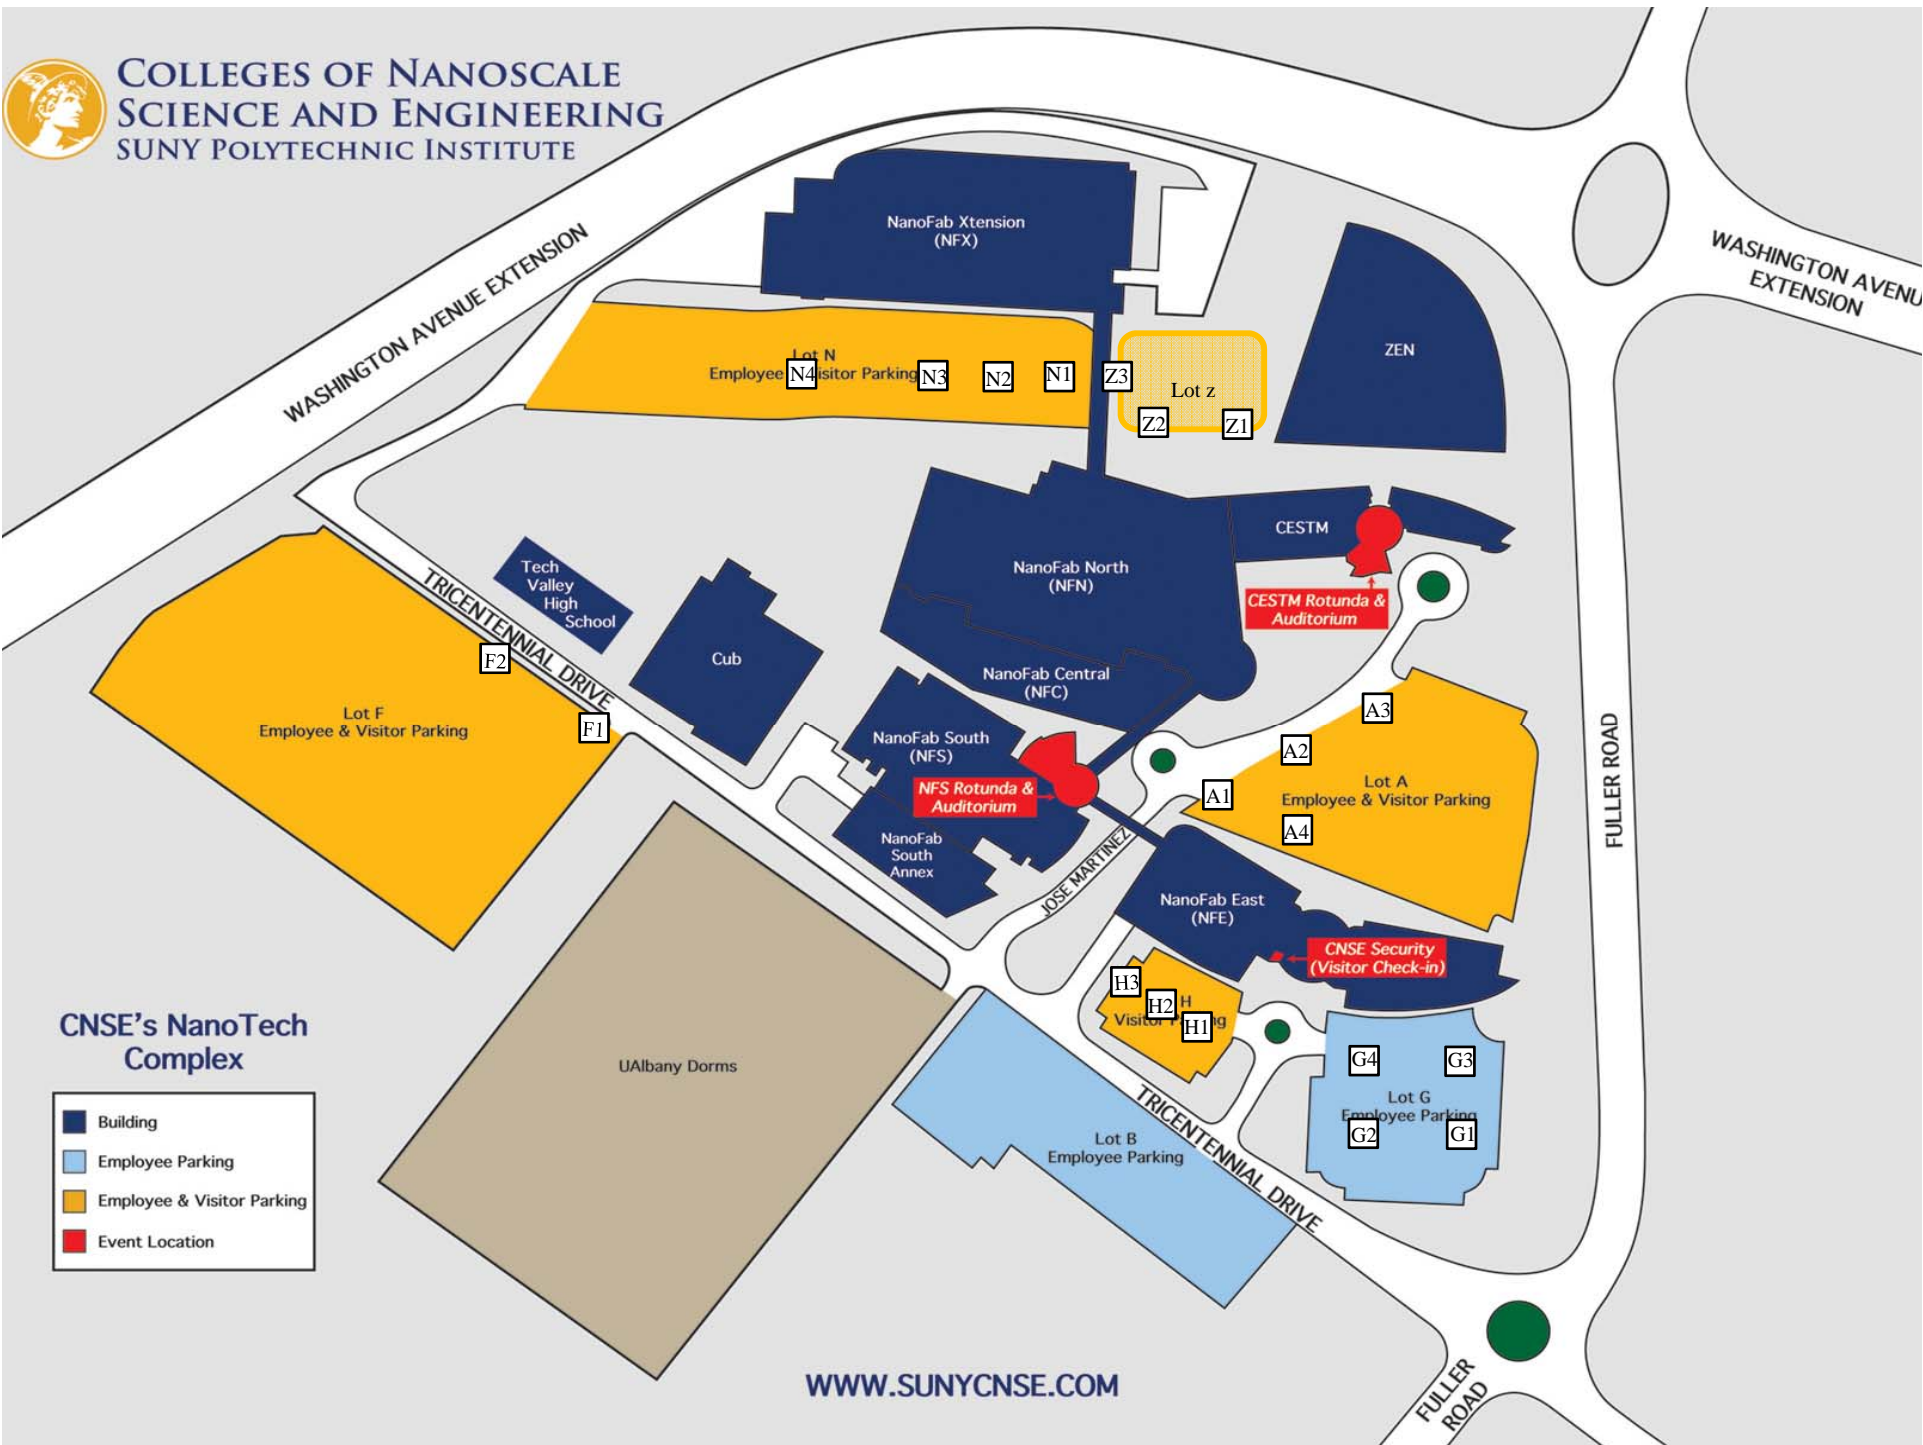 COLLEGES OF NANOSCALE
SCIENCE AND ENGINEERING
SUNY POLYTECHNIC INSTITUTE
WASHINGTON AVENUE EXTENSION
WASHINGTON AVENU
EXTENSION
NanoFab Xtension
(NFX)
ZEN
Lot N
Employee
isitor Parking
N4
N3
N2
N1
Z3
Lot z
Z2
Z1
CESTM
CESTM Rotunda &
Auditorium
NanoFab North
(NFN)
Tech
Valley
High
School
TRICENTENNIAL DRIVE
F2
Cub
NanoFab Central
(NFC)
Lot F
Employee & Visitor Parking
F1
NanoFab South
(NFS)
NFS Rotunda &
Auditorium
A3
A2
A1
Lot A
Employee & Visitor Parking
A4
FULLER ROAD
NanoFab
South
Annex
JOSE MARTINEZ
NanoFab East
(NFE)
CNSE Security
(Visitor Check-in)
H3
H2
H
Visitor P
ng
H1
G4
G3
Lot G
Employee Parking
G2
G1
UAlbany Dorms
Lot B
Employee Parking
TRICENTENNIAL DRIVE
FULLER
ROAD
CNSE's NanoTech
Complex
Building
Employee Parking
Employee & Visitor Parking
Event Location
WWW.SUNYCNSE.COM